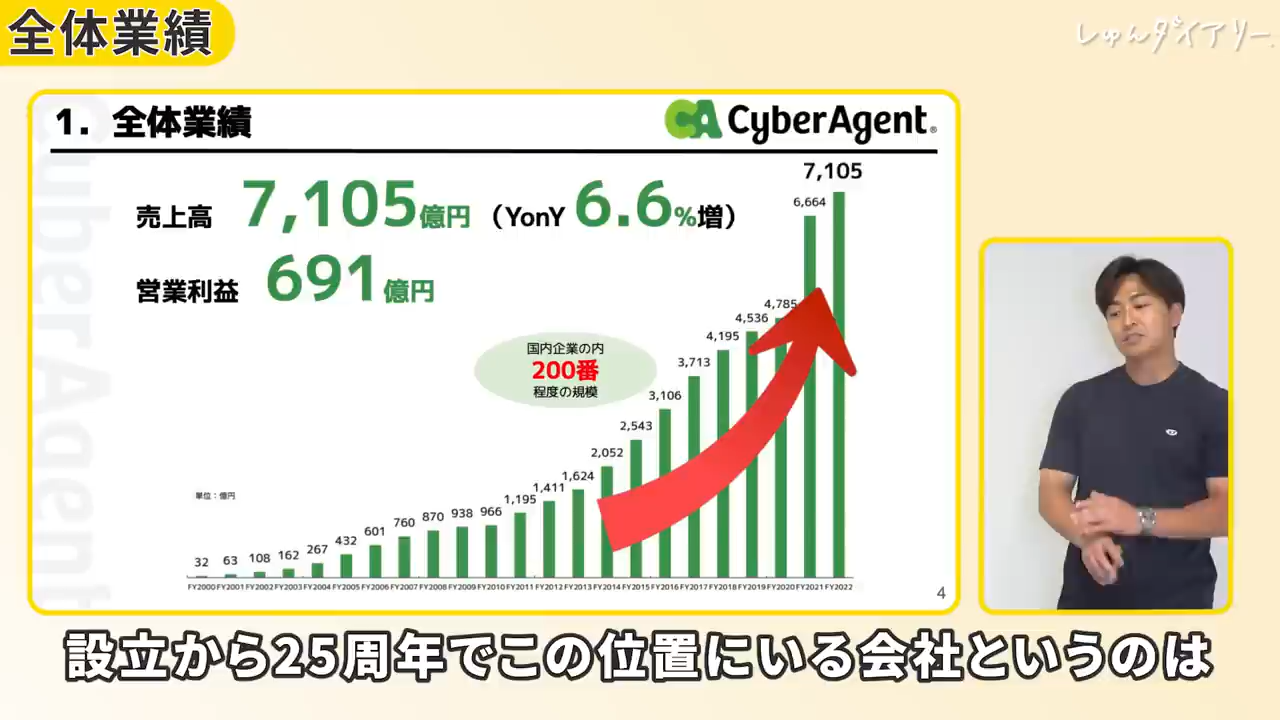 全体業績
しゅんダイアリー
1. 全体業績
CA CyberAgent®
売上高 7,105億円 (YonY 6.6%増)
営業利益 691億円
国内企業の内
200番
程度の規模
単位：億円
32 63 108 162 267 432 601 760 870 938 966 1,195 1,411 1,624 2,052 2,543 3,106 3,713 4,195 4,536 4,785 6,664 7,105
FY2000 FY2001 FY2002 FY2003 FY2004 FY2005 FY2006 FY2007 FY2008 FY2009 FY2010 FY2011 FY2012 FY2013 FY2014 FY2015 FY2016 FY2017 FY2018 FY2019 FY2020 FY2021 FY2022
4
CyberAgent
設立から25周年でこの位置にいる会社というのは